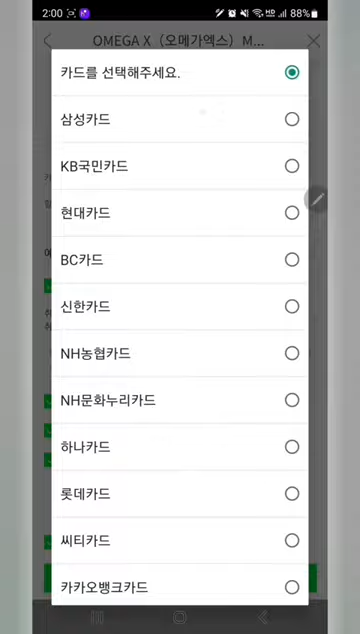 2:00
88%
OMEGA X (오메가엑스) M...
카드를 선택해주세요.
삼성카드
KB국민카드
현대카드
BC카드
신한카드
NH농협카드
NH문화누리카드
하나카드
롯데카드
씨티카드
카카오뱅크카드